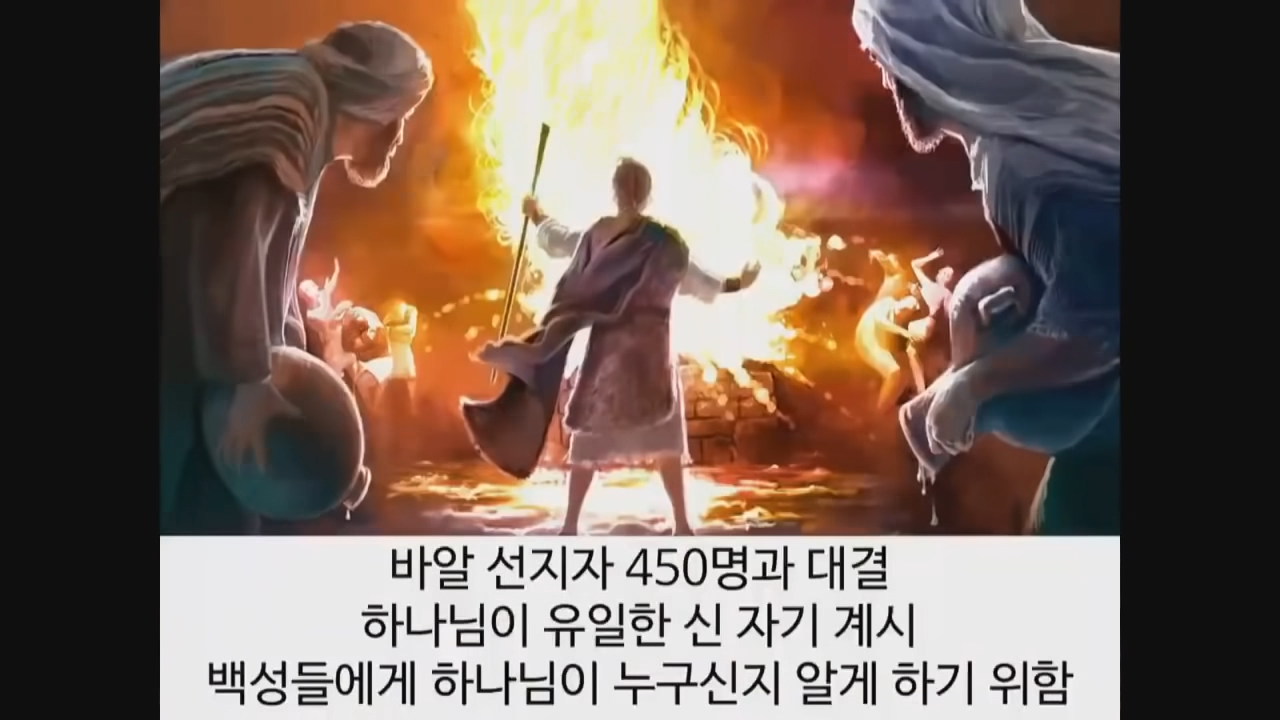 바알 선지자 450명과 대결
하나님이 유일한 신 자기 계시
백성들에게 하나님이 누구신지 알게 하기 위함